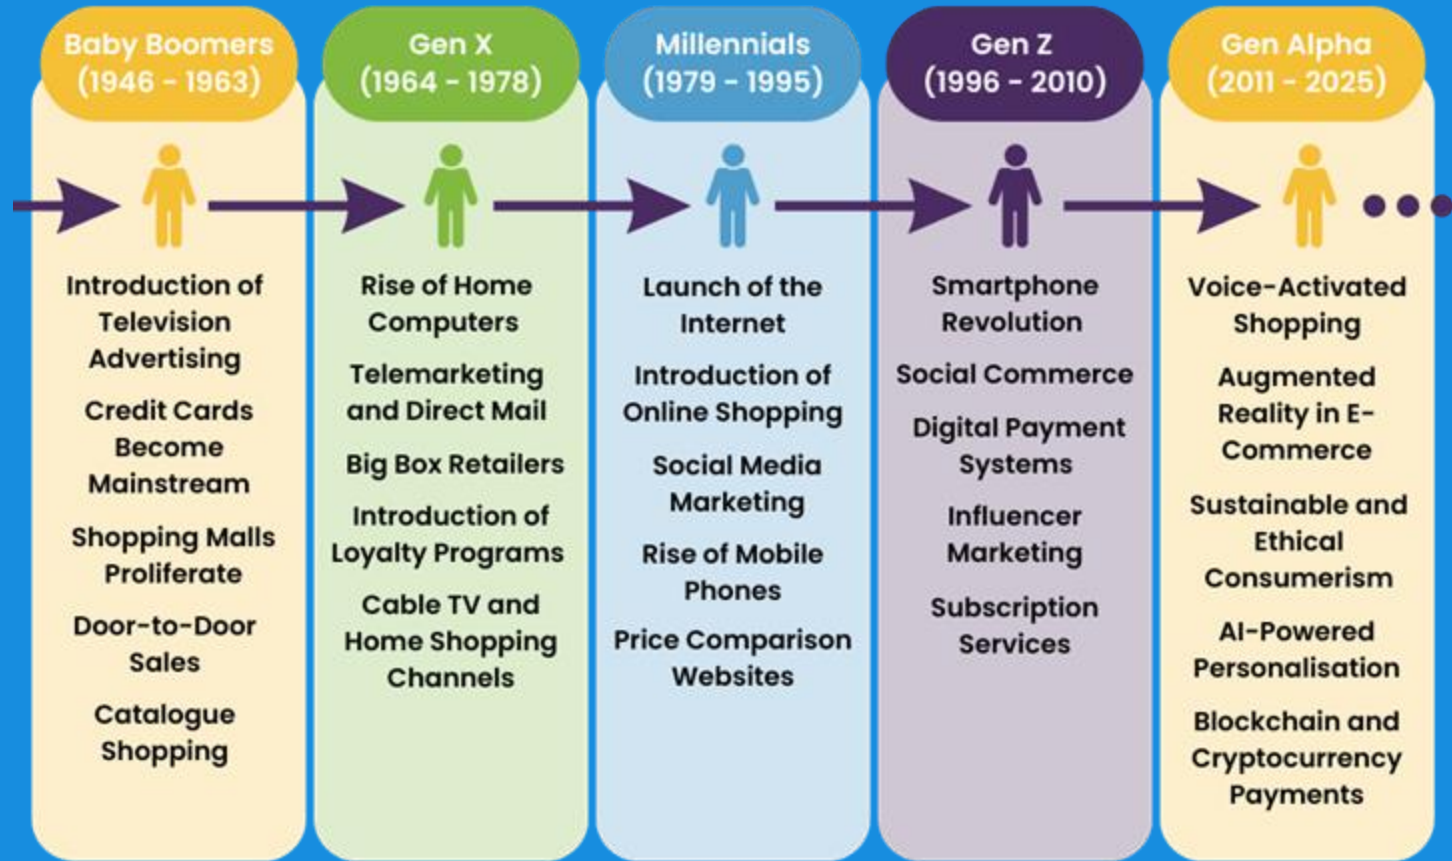 Baby Boomers
(1946 - 1963)
Introduction of
Television
Advertising
Credit Cards
Become
Mainstream
Shopping Malls
Proliferate
Door-to-Door
Sales
Catalogue
Shopping
Gen X
(1964 - 1978)
Rise of Home
Computers
Telemarketing
and Direct Mail
Big Box Retailers
Introduction of
Loyalty Programs
Cable TV and
Home Shopping
Channels
Millennials
(1979 - 1995)
Launch of the
Internet
Introduction of
Online Shopping
Social Media
Marketing
Rise of Mobile
Phones
Price Comparison
Websites
Gen Z
(1996 - 2010)
Smartphone
Revolution
Social Commerce
Digital Payment
Systems
Influencer
Marketing
Subscription
Services
Gen Alpha
(2011 - 2025)
Voice-Activated
Shopping
Augmented
Reality in E-
Commerce
Sustainable and
Ethical
Consumerism
AI-Powered
Personalisation
Blockchain and
Cryptocurrency
Payments